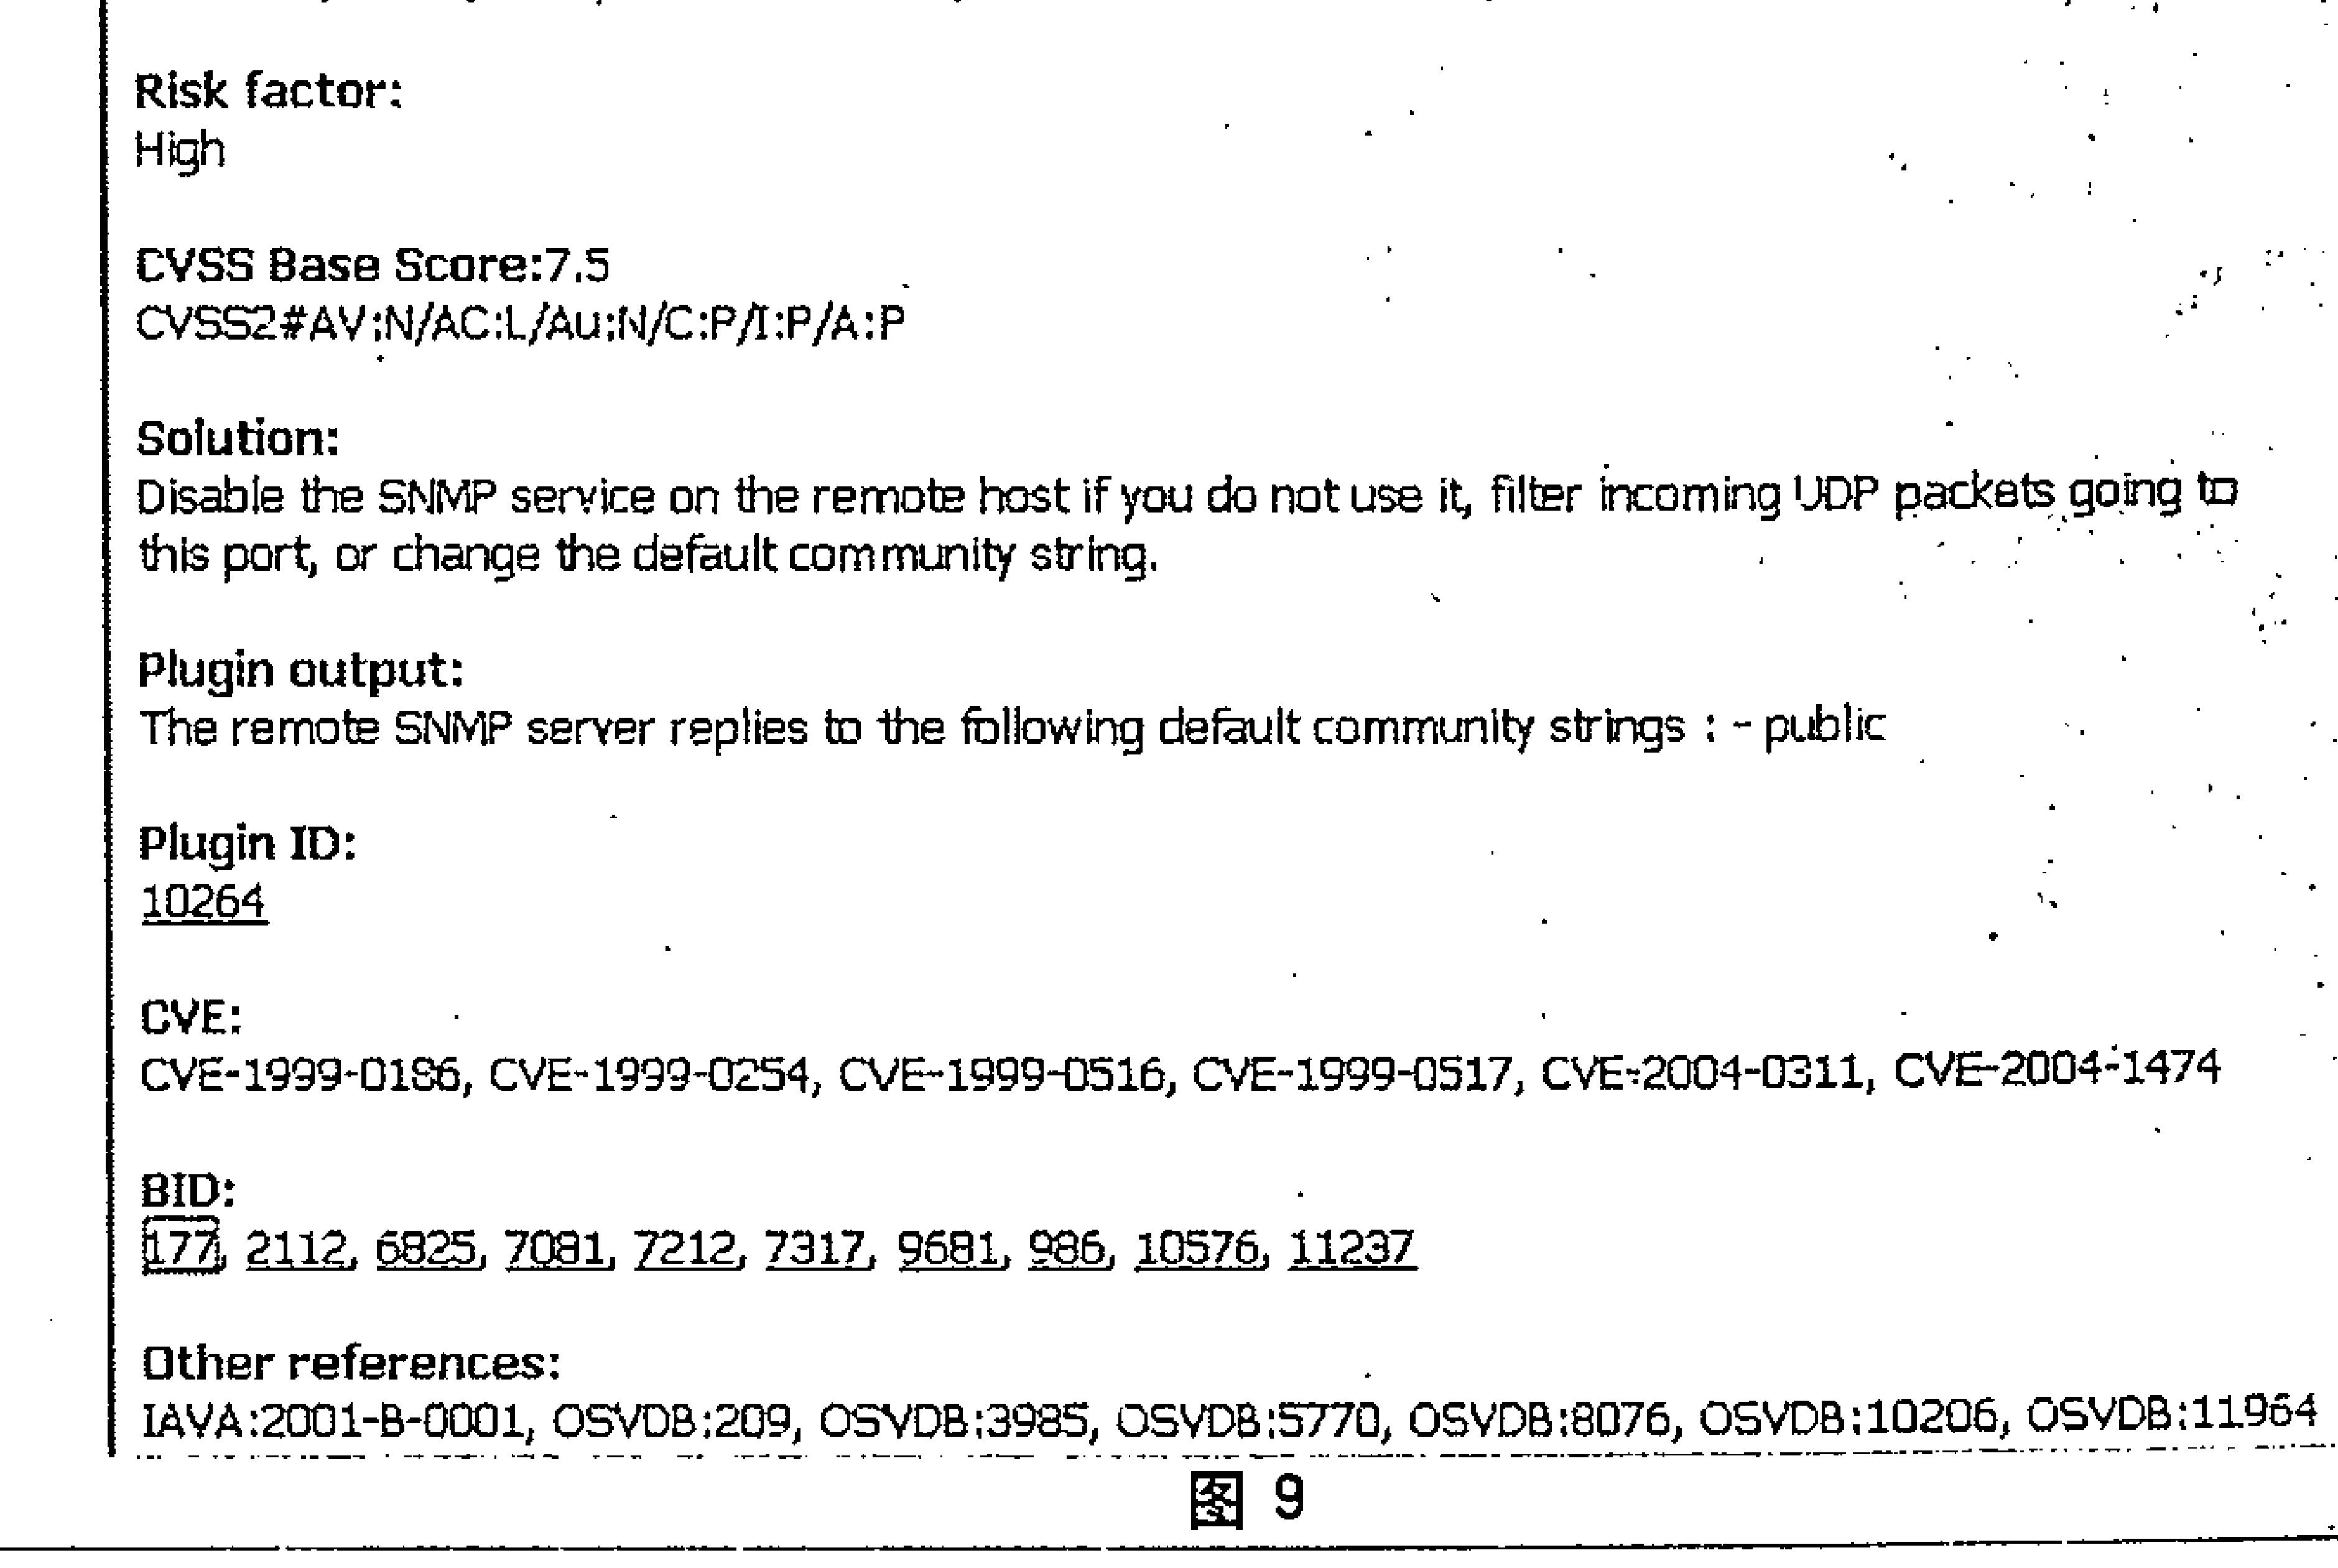 Risk factor:
High
CVSS Base Score:7.5
CVSS2#AV:N/AC:L/Au:N/C:P/I:P/A:P
Solution:
Disable the SNMP service on the remote host if you do not use it, filter incoming UDP packets going to
this port, or change the default community string.
Plugin output:
The remote SNMP server replies to the following default community strings : - public
Plugin ID:
10264
CVE:
CVE-1999-0186, CVE-1999-0254, CVE-1999-0516, CVE-1999-0517, CVE-2004-0311, CVE-2004-1474
BID:
177, 2112, 6825, 7081, 7212, 7317, 9681, 986, 10576, 11237
Other references:
IAVA:2001-B-0001, OSVDB:209, OSVDB:3985, OSVDB:5770, OSVDB:8076, OSVDB:10206, OSVDB:11964
图 9